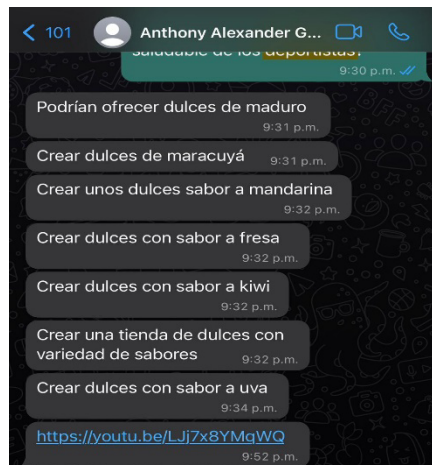 101
Anthony Alexander G...
saludable de los deportistas?
9:30 p.m.
Podrían ofrecer dulces de maduro
9:31 p.m.
Crear dulces de maracuyá 9:31 p.m.
Crear unos dulces sabor a mandarina
9:32 p.m.
Crear dulces con sabor a fresa
9:32 p.m.
Crear dulces con sabor a kiwi
9:32 p.m.
Crear una tienda de dulces con
variedad de sabores 9:32 p.m.
Crear dulces con sabor a uva
9:34 p.m.
https://youtu.be/LJj7x8YMqWQ
9:52 p.m.